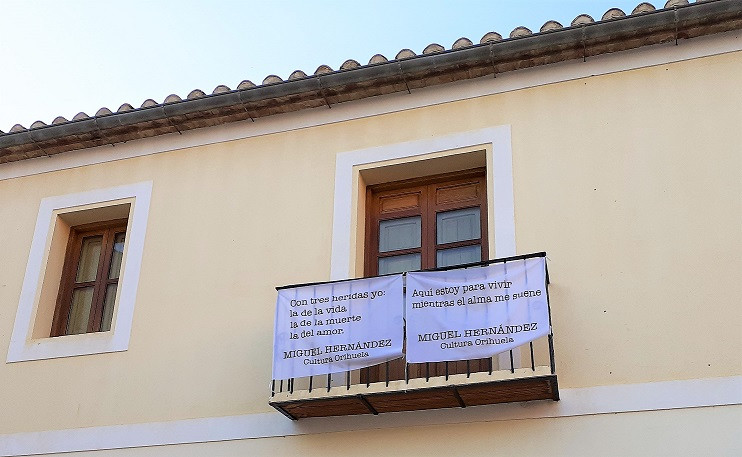 Con tres heridas yo:
la de la vida
la de la muerte
la del amor.
MIGUEL HERNÁNDEZ
Cultura Orihuela
Aquí estoy para vivir
mientras el alma me suene
MIGUEL HERNÁNDEZ
Cultura Orihuela